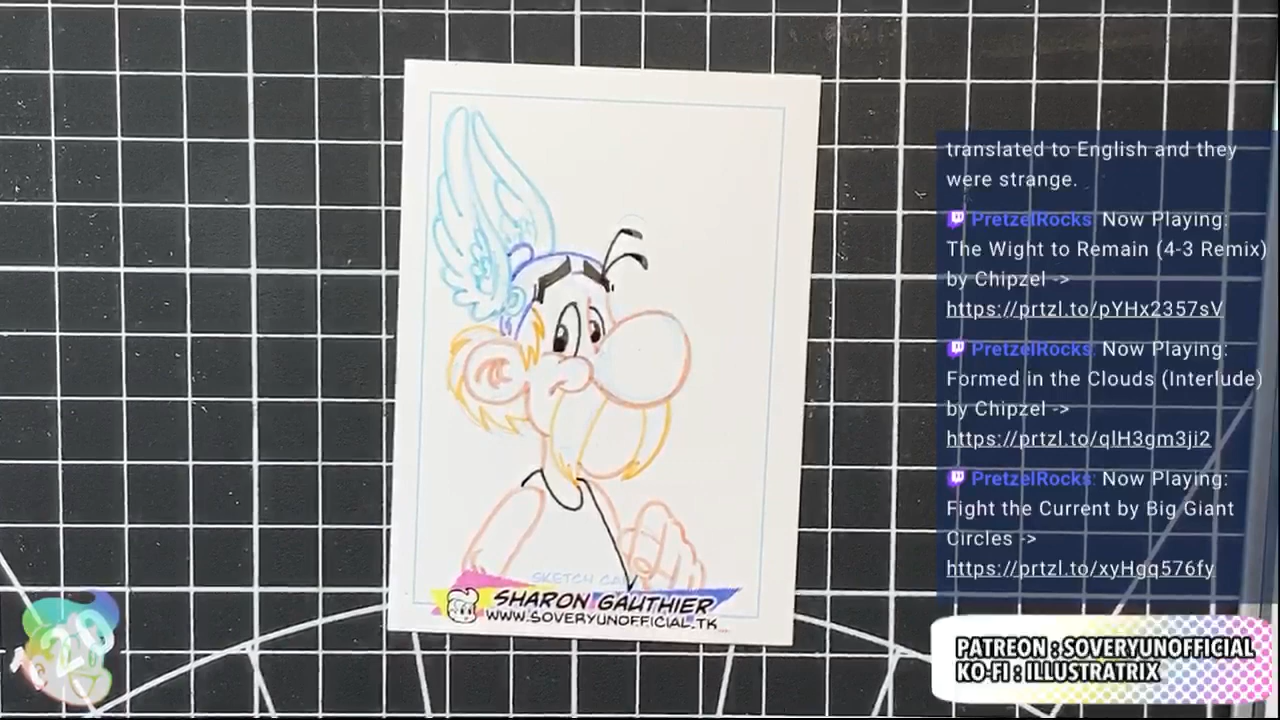 SKETCH CA
SHARON GAUTHIER
WWW.SOVERYUNOFFICIAL.TK
translated to English and they
were strange.
PretzelRocks: Now Playing:
The Wight to Remain (4-3 Remix)
by Chipzel ->
https://prtzl.to/pYHx2357sV
PretzelRocks: Now Playing:
Formed in the Clouds (Interlude)
by Chipzel ->
https://prtzl.to/qlH3gm3ji2
PretzelRocks: Now Playing:
Fight the Current by Big Giant
Circles ->
https://prtzl.to/xyHgq576fy
PATREON : SOVERYUNOFFICIAL
KO-FI : ILLUSTRATRIX